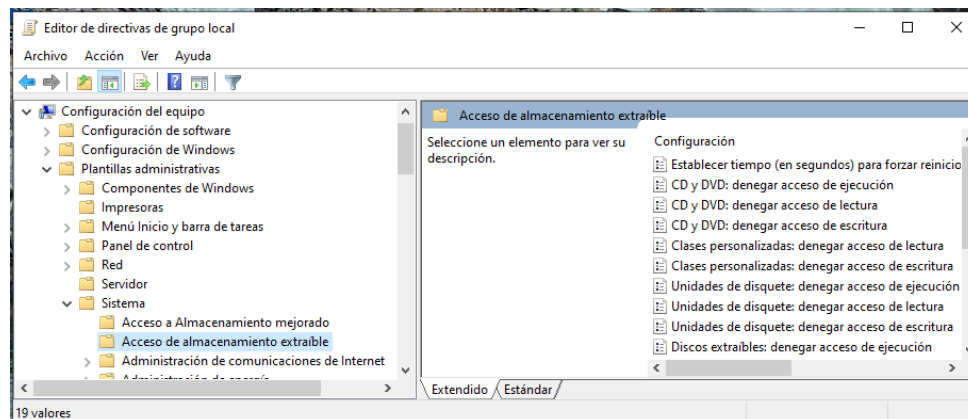 Editor de directivas de grupo local
Archivo Acción Ver Ayuda
Configuración del equipo
Configuración de software
Configuración de Windows
Plantillas administrativas
Componentes de Windows
Impresoras
Menú Inicio y barra de tareas
Panel de control
Red
Servidor
Sistema
Acceso a Almacenamiento mejorado
Acceso de almacenamiento extraíble
Administración de comunicaciones de Internet
Administración de energía
Acceso de almacenamiento extraíble
Seleccione un elemento para ver su
descripción.
Configuración
Establecer tiempo (en segundos) para forzar reinicio
CD y DVD: denegar acceso de ejecución
CD y DVD: denegar acceso de lectura
CD y DVD: denegar acceso de escritura
Clases personalizadas: denegar acceso de lectura
Clases personalizadas: denegar acceso de escritura
Unidades de disquete: denegar acceso de ejecución
Unidades de disquete: denegar acceso de lectura
Unidades de disquete: denegar acceso de escritura
Discos extraíbles: denegar acceso de ejecución
Extendido Estándar
19 valores